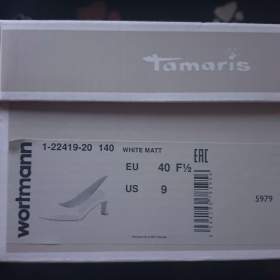 Tamaris
1-22419-20 140 WHITE MATT
EAC
EU 40 F½
US 9
wortmann
5979